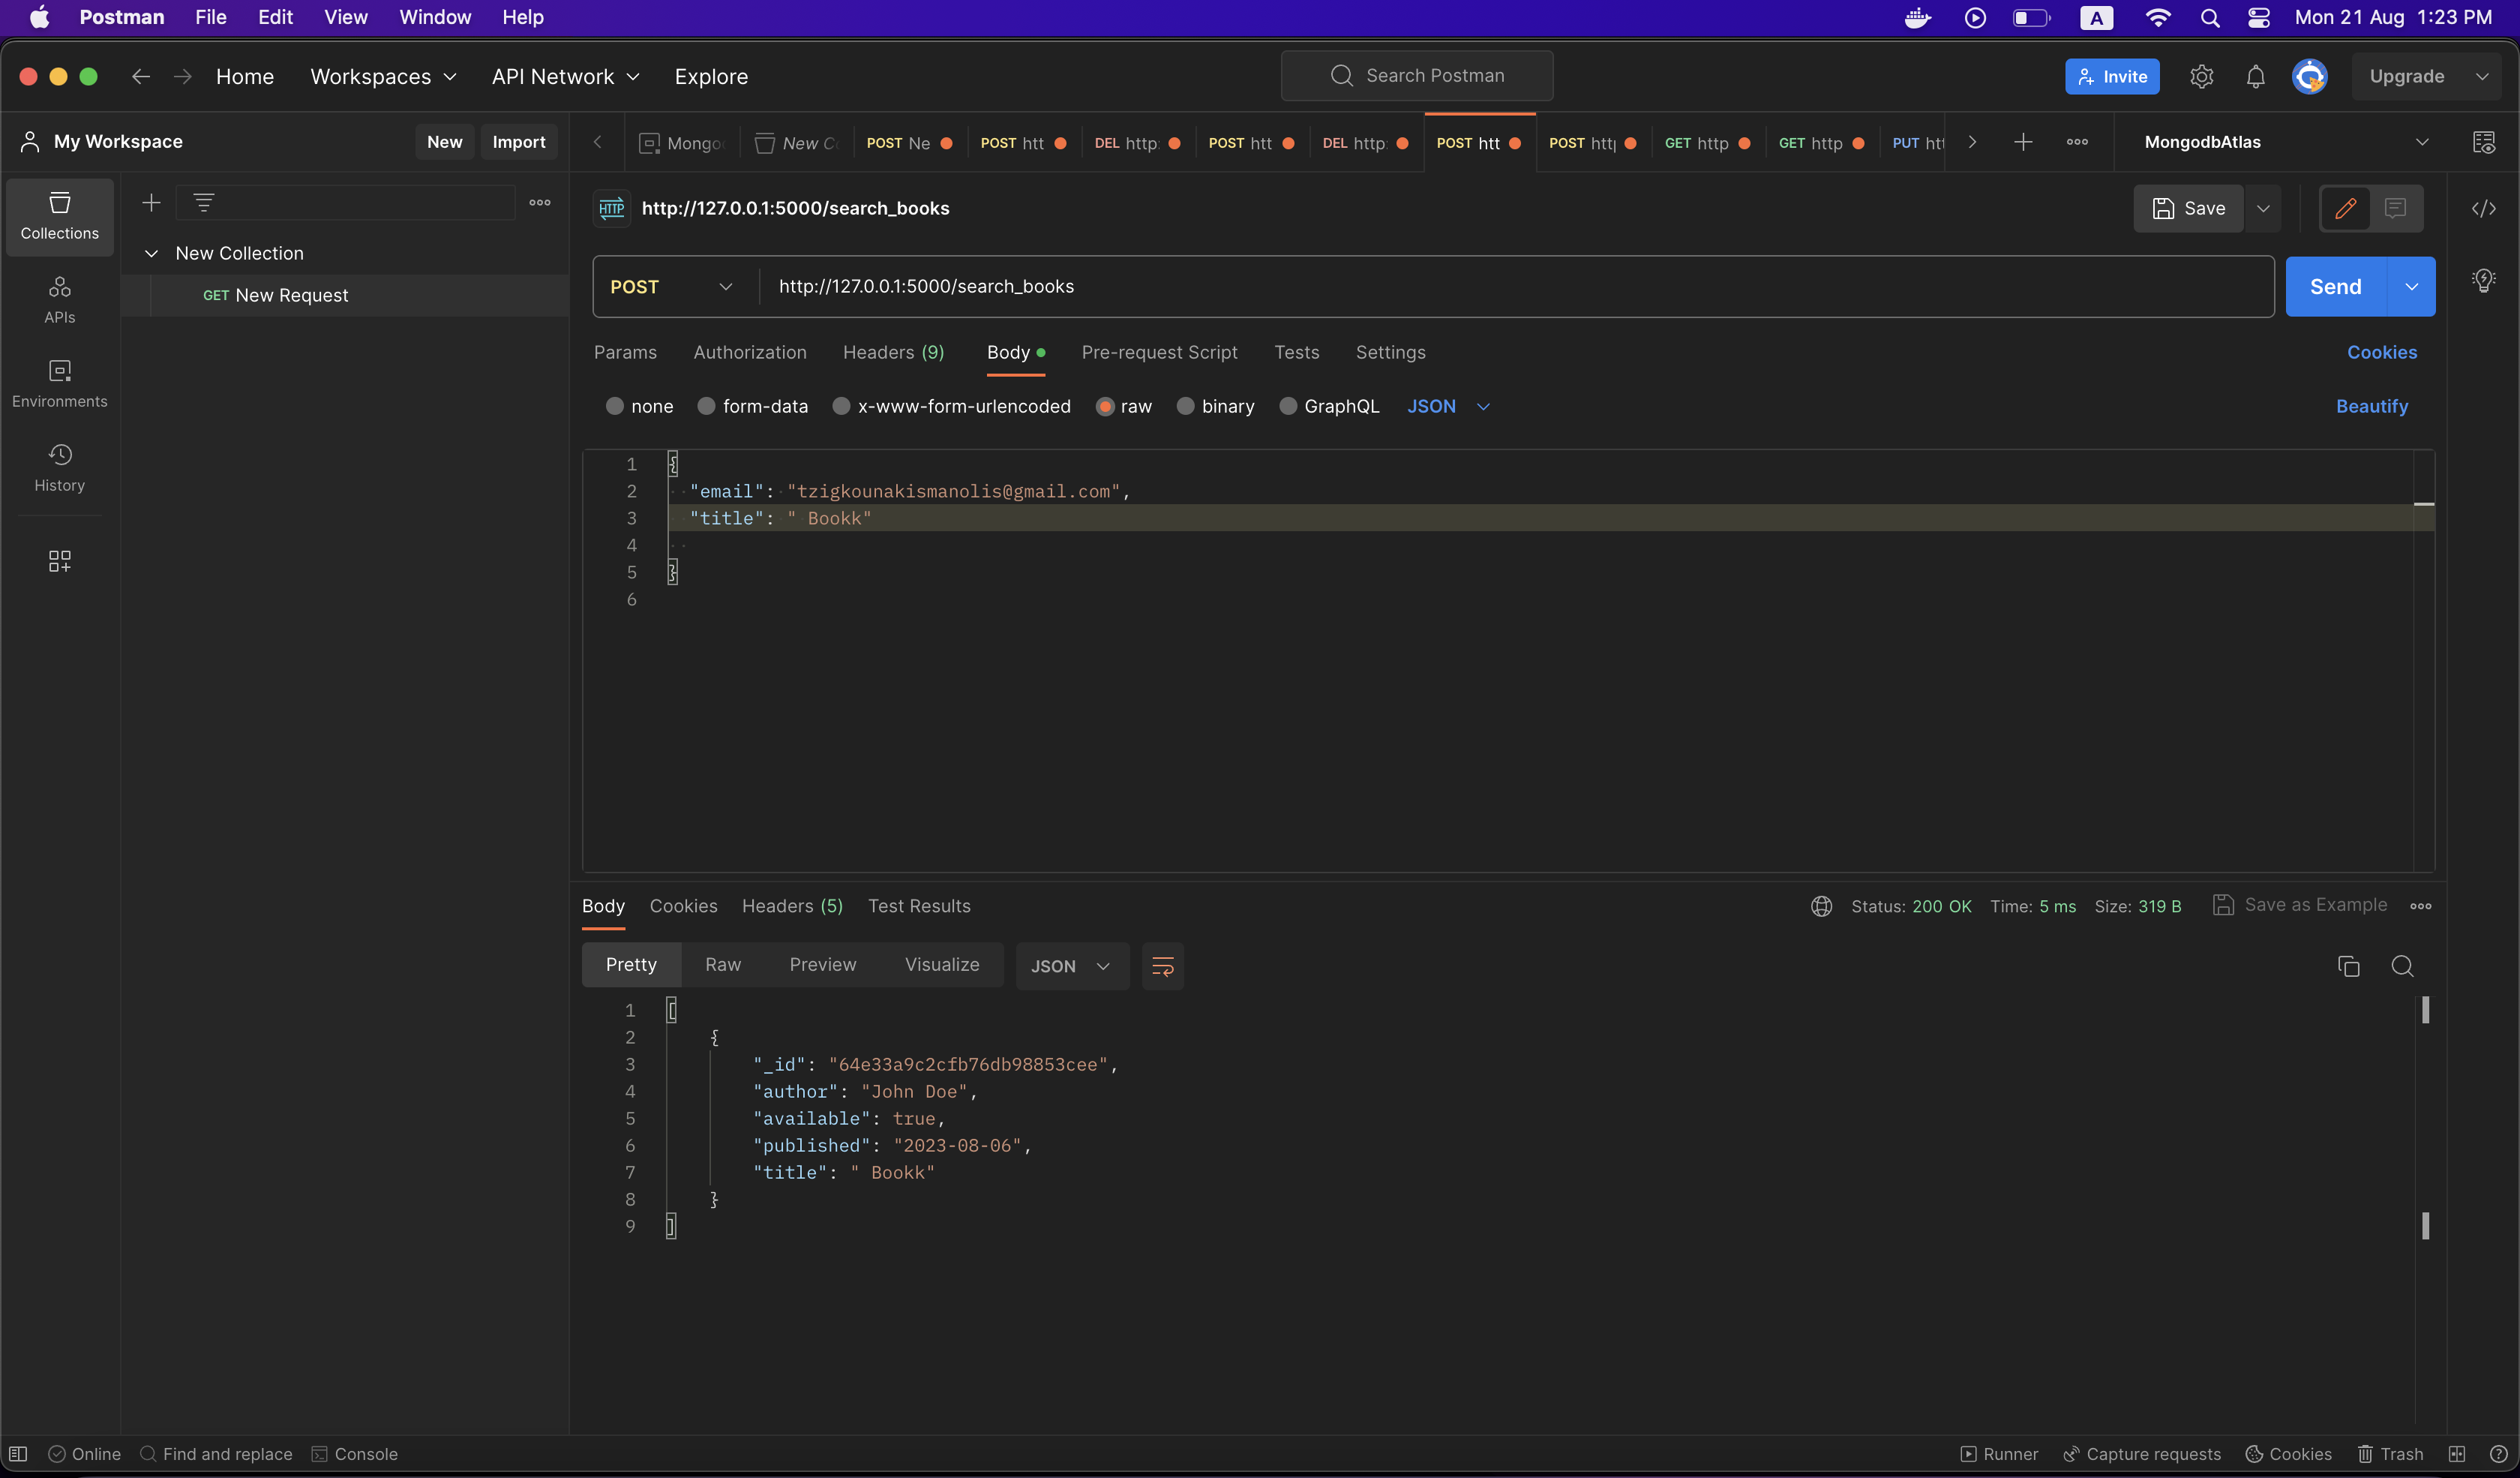 Postman File Edit View Window Help A Mon 21 Aug 1:23 PM
Home Workspaces API Network Explore Search Postman Invite Upgrade
My Workspace New Import
Mongo New Co POST Ne POST htt DEL http: POST htt DEL http: POST htt POST http GET http GET http PUT htt MongodbAtlas
Collections
APIs
Environments
History
New Collection
GET New Request
HTTP http://127.0.0.1:5000/search_books Save
POST http://127.0.0.1:5000/search_books Send
Params Authorization Headers (9) Body Pre-request Script Tests Settings Cookies
none form-data x-www-form-urlencoded raw binary GraphQL JSON Beautify
1 {
2 "email": "tzigkounakismanolis@gmail.com",
3 "title": " Bookk"
4
5 }
6
Body Cookies Headers (5) Test Results Status: 200 OK Time: 5 ms Size: 319 B Save as Example
Pretty Raw Preview Visualize JSON
1 [
2 {
3 "_id": "64e33a9c2cfb76db98853cee",
4 "author": "John Doe",
5 "available": true,
6 "published": "2023-08-06",
7 "title": " Bookk"
8 }
9 ]
Online Find and replace Console Runner Capture requests Cookies Trash